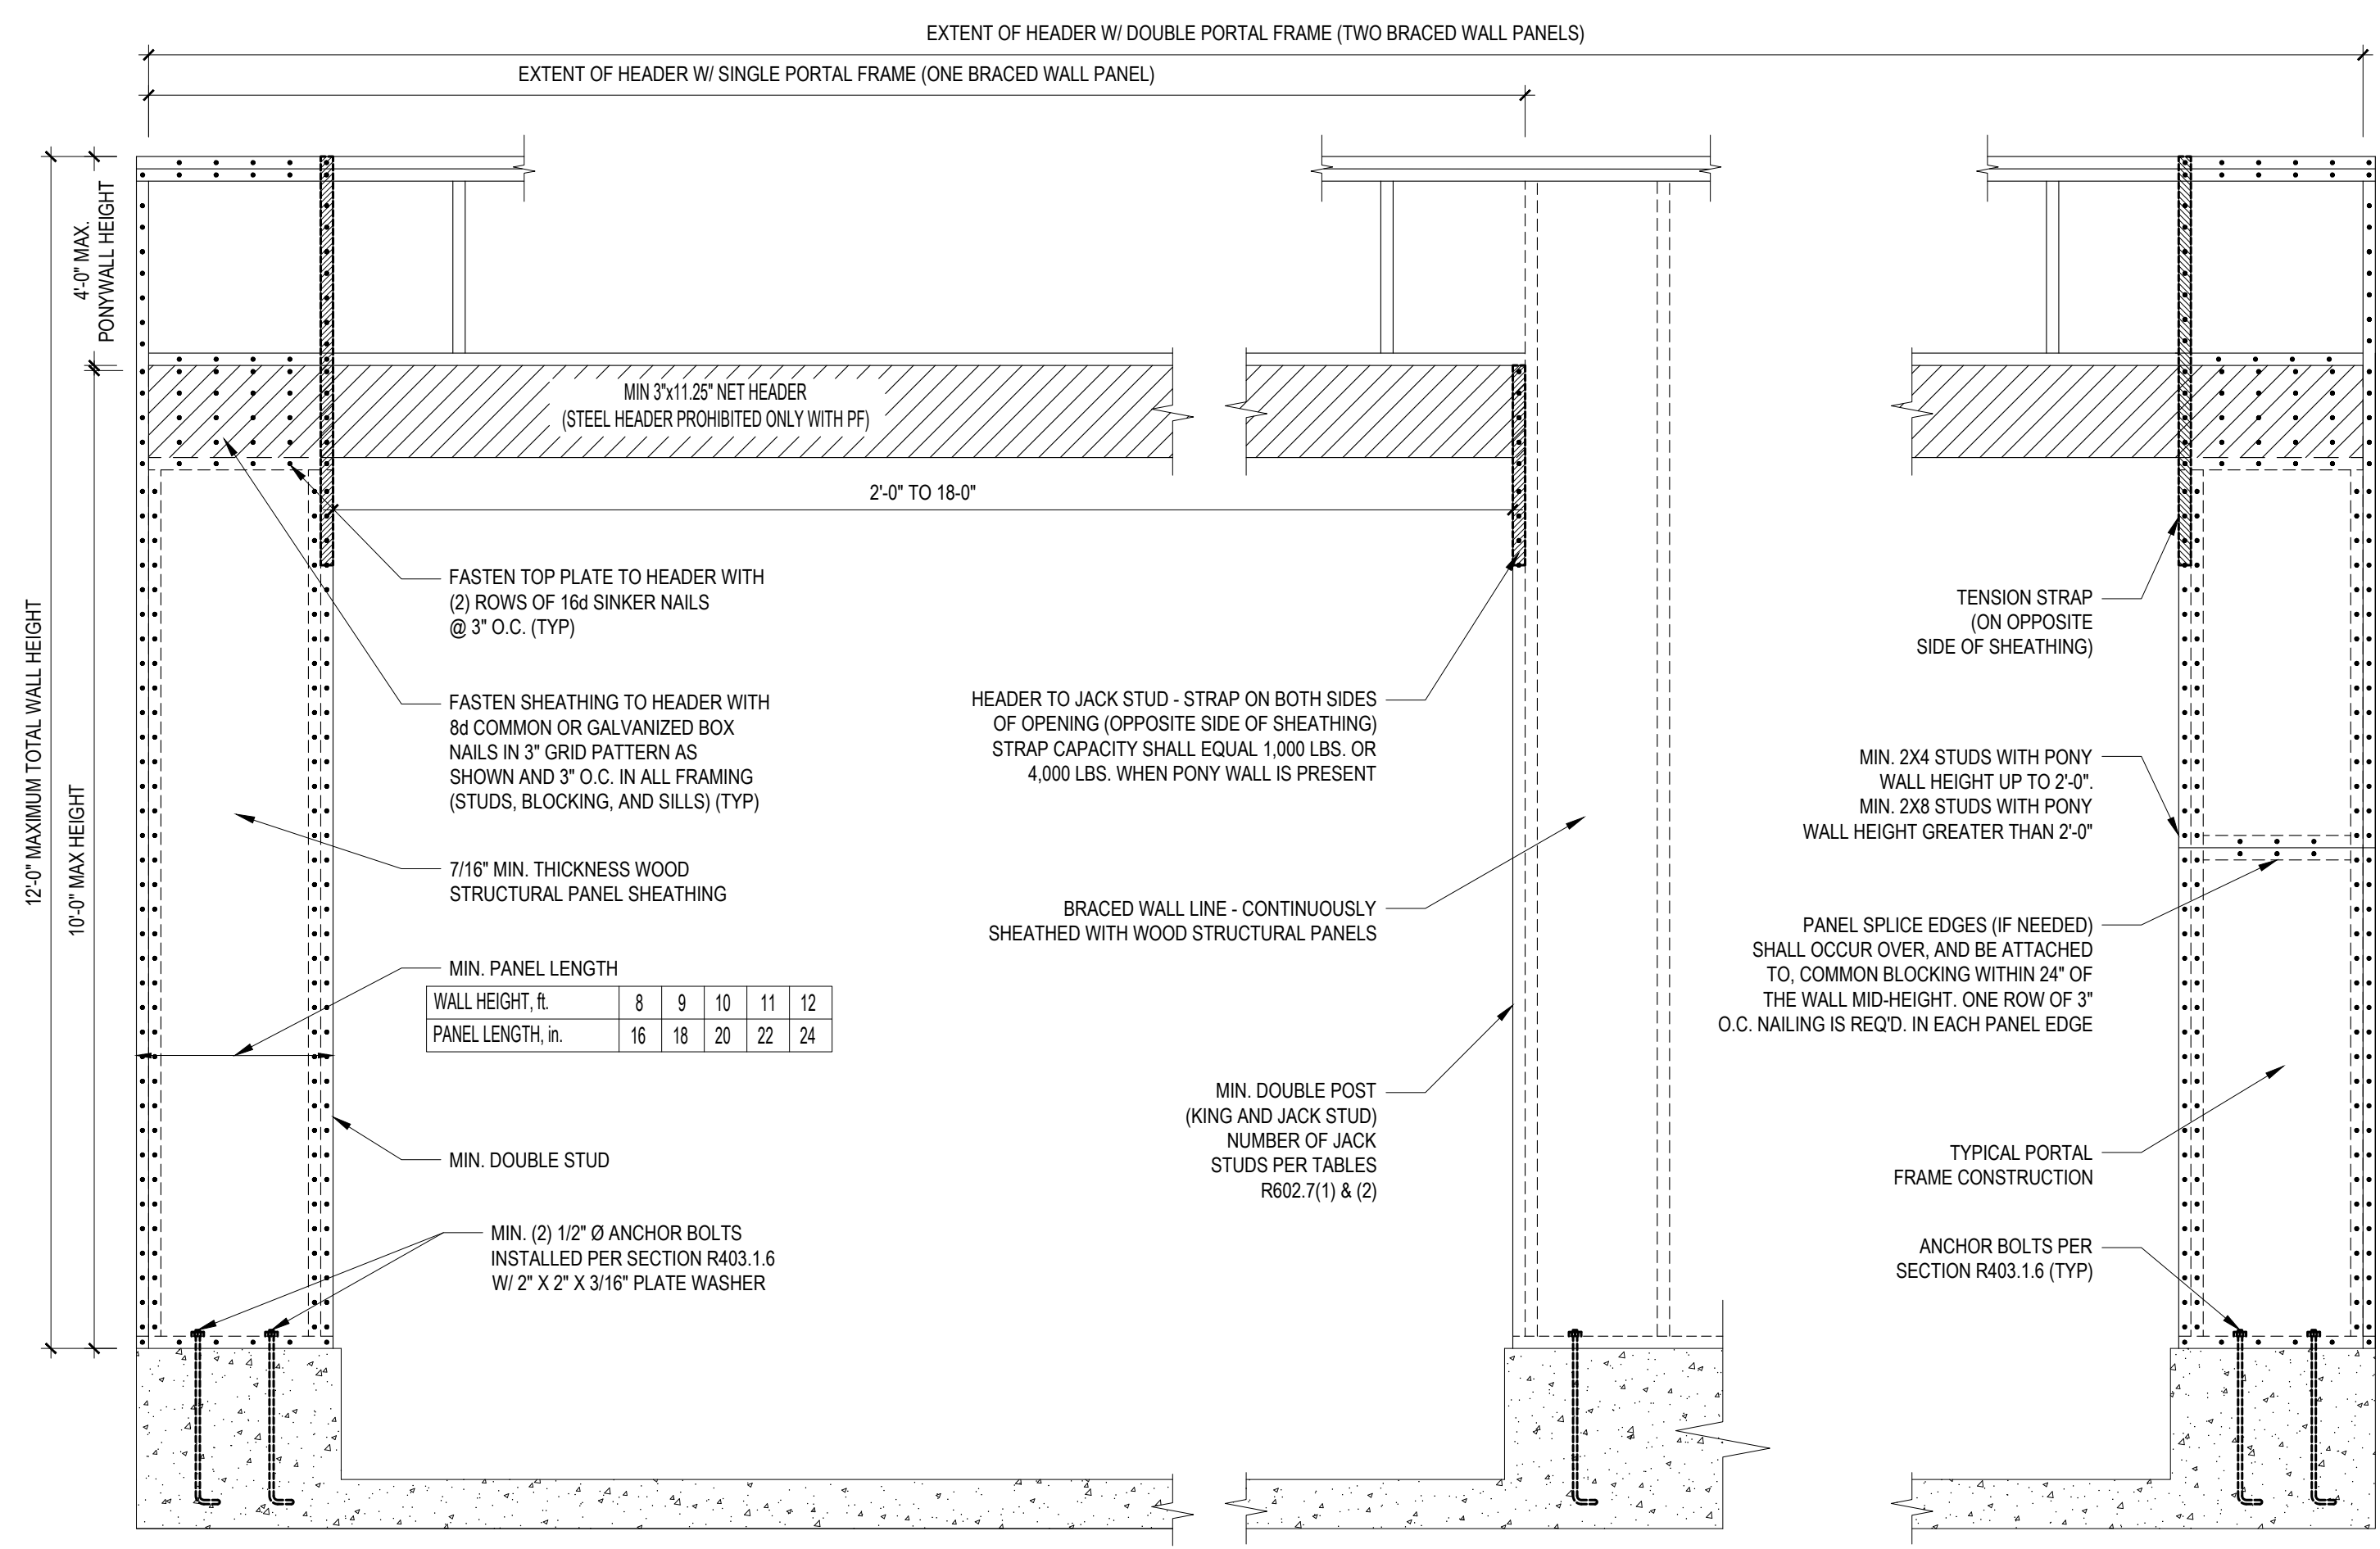 EXTENT OF HEADER W/ DOUBLE PORTAL FRAME (TWO BRACED WALL PANELS)
EXTENT OF HEADER W/ SINGLE PORTAL FRAME (ONE BRACED WALL PANEL)
4'-0" MAX.
PONYWALL HEIGHT
12'-0" MAXIMUM TOTAL WALL HEIGHT
10'-0" MAX HEIGHT
MIN 3"x11.25" NET HEADER
(STEEL HEADER PROHIBITED ONLY WITH PF)
2'-0" TO 18-0"
FASTEN TOP PLATE TO HEADER WITH
(2) ROWS OF 16d SINKER NAILS
@ 3" O.C. (TYP)
FASTEN SHEATHING TO HEADER WITH
8d COMMON OR GALVANIZED BOX
NAILS IN 3" GRID PATTERN AS
SHOWN AND 3" O.C. IN ALL FRAMING
(STUDS, BLOCKING, AND SILLS) (TYP)
7/16" MIN. THICKNESS WOOD
STRUCTURAL PANEL SHEATHING
MIN. PANEL LENGTH
WALL HEIGHT, ft. 8 9 10 11 12
PANEL LENGTH, in. 16 18 20 22 24
MIN. DOUBLE STUD
MIN. (2) 1/2" Ø ANCHOR BOLTS
INSTALLED PER SECTION R403.1.6
W/ 2" X 2" X 3/16" PLATE WASHER
HEADER TO JACK STUD - STRAP ON BOTH SIDES
OF OPENING (OPPOSITE SIDE OF SHEATHING)
STRAP CAPACITY SHALL EQUAL 1,000 LBS. OR
4,000 LBS. WHEN PONY WALL IS PRESENT
BRACED WALL LINE - CONTINUOUSLY
SHEATHED WITH WOOD STRUCTURAL PANELS
MIN. DOUBLE POST
(KING AND JACK STUD)
NUMBER OF JACK
STUDS PER TABLES
R602.7(1) & (2)
TENSION STRAP
(ON OPPOSITE
SIDE OF SHEATHING)
MIN. 2X4 STUDS WITH PONY
WALL HEIGHT UP TO 2'-0".
MIN. 2X8 STUDS WITH PONY
WALL HEIGHT GREATER THAN 2'-0"
PANEL SPLICE EDGES (IF NEEDED)
SHALL OCCUR OVER, AND BE ATTACHED
TO, COMMON BLOCKING WITHIN 24" OF
THE WALL MID-HEIGHT. ONE ROW OF 3"
O.C. NAILING IS REQ'D. IN EACH PANEL EDGE
TYPICAL PORTAL
FRAME CONSTRUCTION
ANCHOR BOLTS PER
SECTION R403.1.6 (TYP)